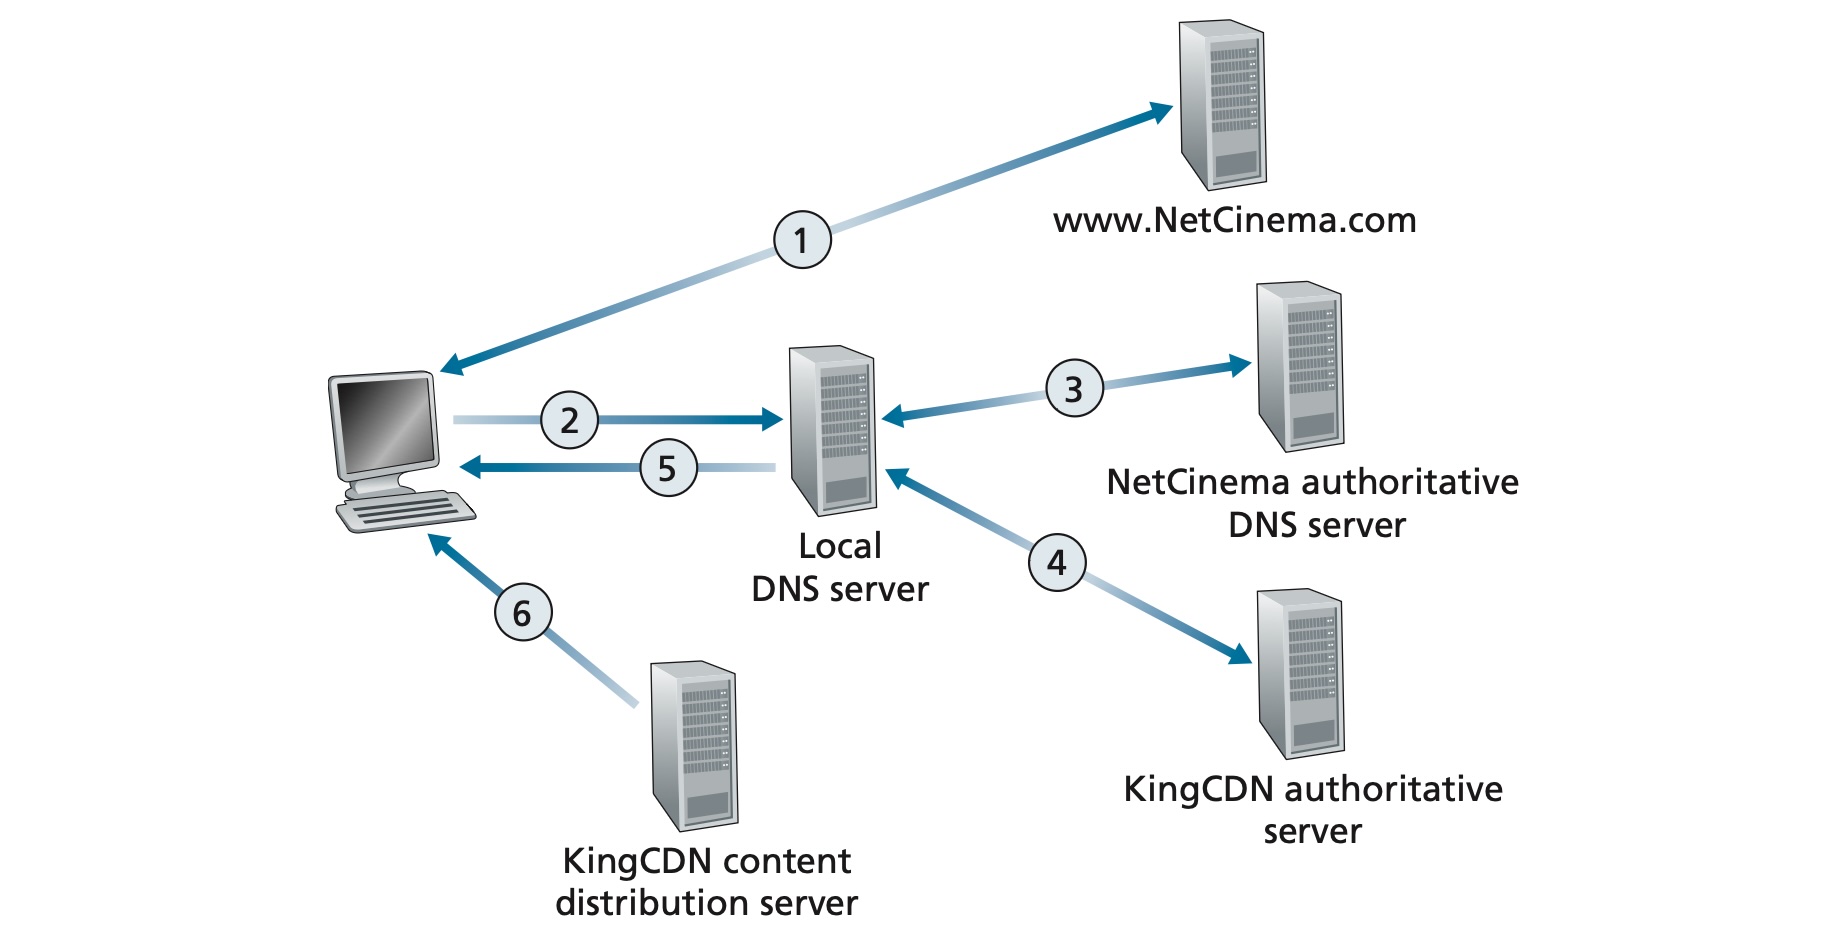 www.NetCinema.com
1
2
3
5
NetCinema authoritative
DNS server
Local
DNS server
4
6
KingCDN authoritative
server
KingCDN content
distribution server